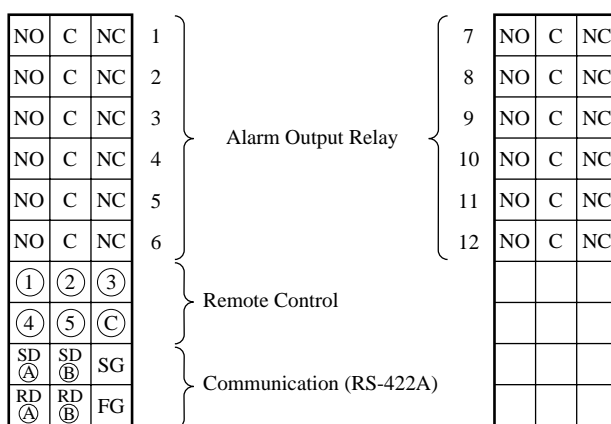 NO C NC 1 7 NO C NC
NO C NC 2 8 NO C NC
NO C NC 3 9 NO C NC
Alarm Output Relay
NO C NC 4 10 NO C NC
NO C NC 5 11 NO C NC
NO C NC 6 12 NO C NC
① ② ③
Remote Control
④ ⑤ Ⓒ
SD Ⓐ SD Ⓑ SG
Communication (RS-422A)
RD Ⓐ RD Ⓑ FG